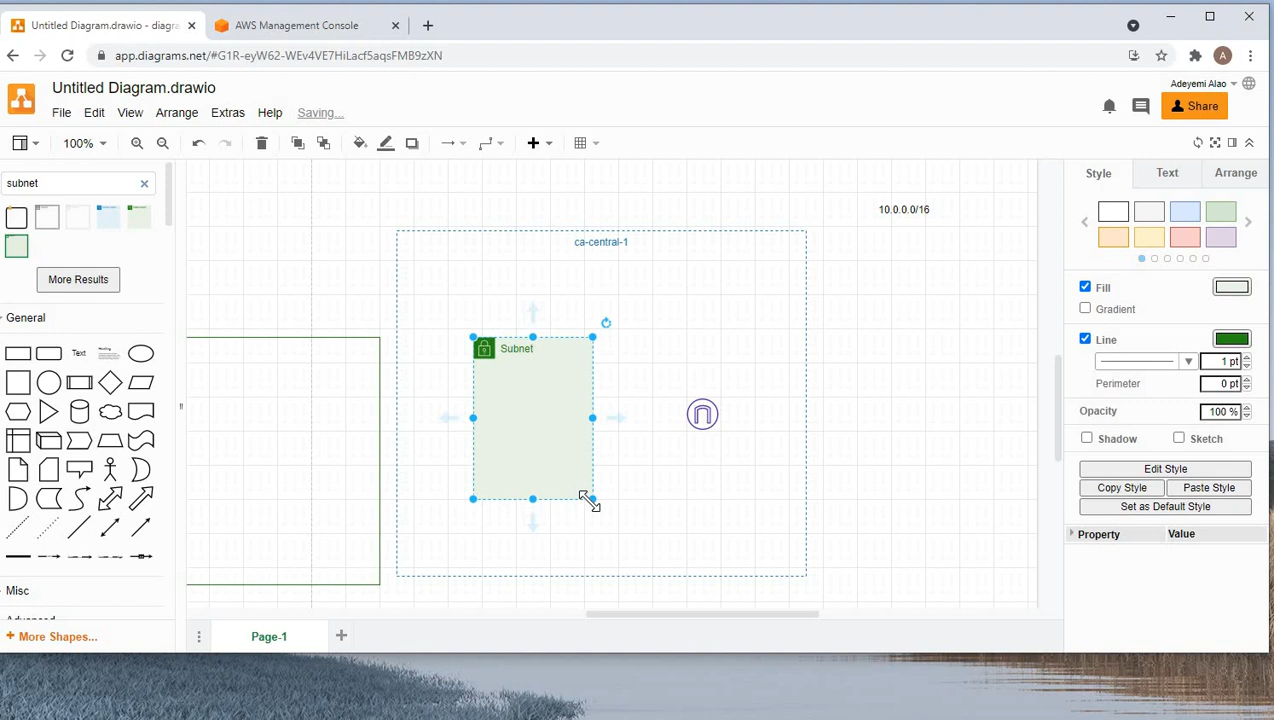 Untitled Diagram.drawio - diagra
AWS Management Console
app.diagrams.net/#G1R-eyW62-WEv4VE7HiLacf5aqsFMB9zXN
A
Untitled Diagram.drawio
Adeyemi Alao
File Edit View Arrange Extras Help Saving...
Share
100%
subnet
Style Text Arrange
10.0.0.0/16
ca-central-1
More Results
Fill
General
Gradient
Text
Heading
Subnet
Line
1 pt
Perimeter 0 pt
Opacity 100 %
Shadow Sketch
Edit Style
Copy Style Paste Style
Set as Default Style
Property Value
Misc
Advanced
+ More Shapes...
Page-1